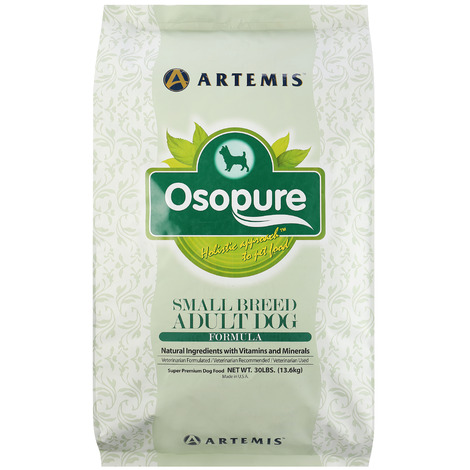 ARTEMIS
Osopure
Holistic approach™
to pet food
SMALL BREED
ADULT DOG
FORMULA
Natural Ingredients with Vitamins and Minerals
Veterinarian Formulated / Veterinarian Recommended / Veterinarian Used
Super Premium Dog Food NET WT. 30LBS. (13.6kg)
Made in U.S.A.
ARTEMIS